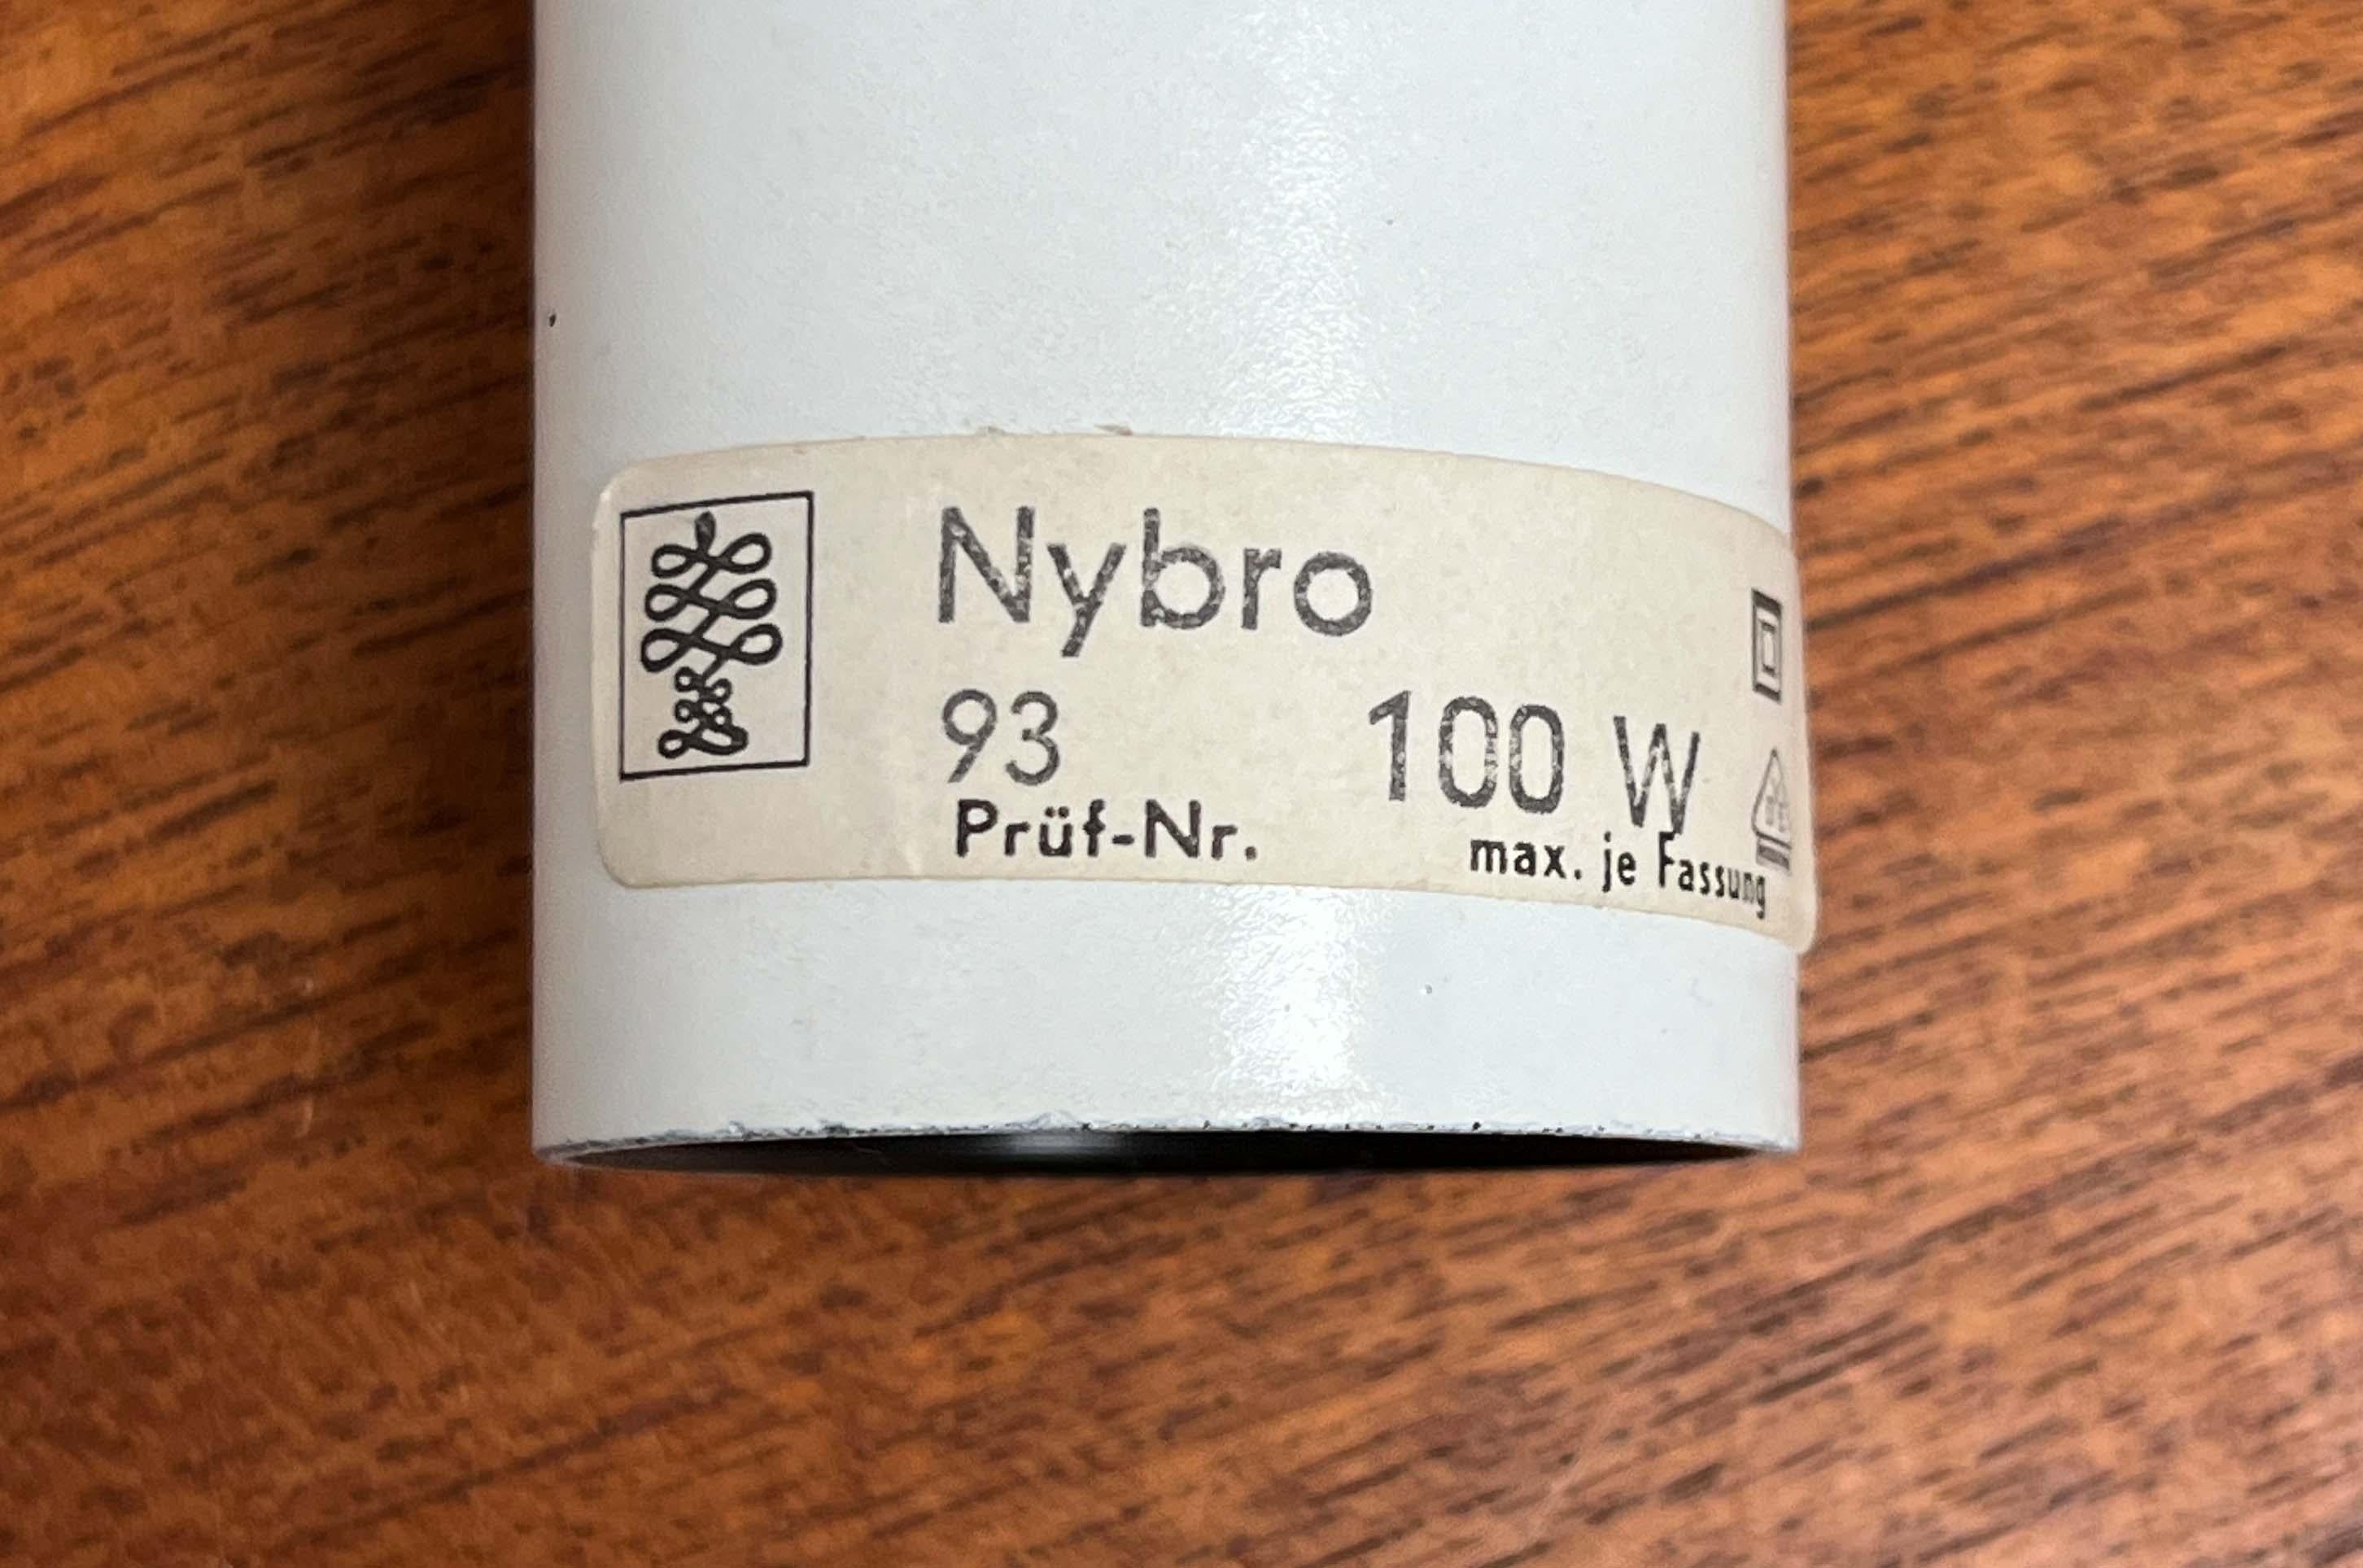 Nybro
93 100 W
Prüf-Nr. max. je Fassung